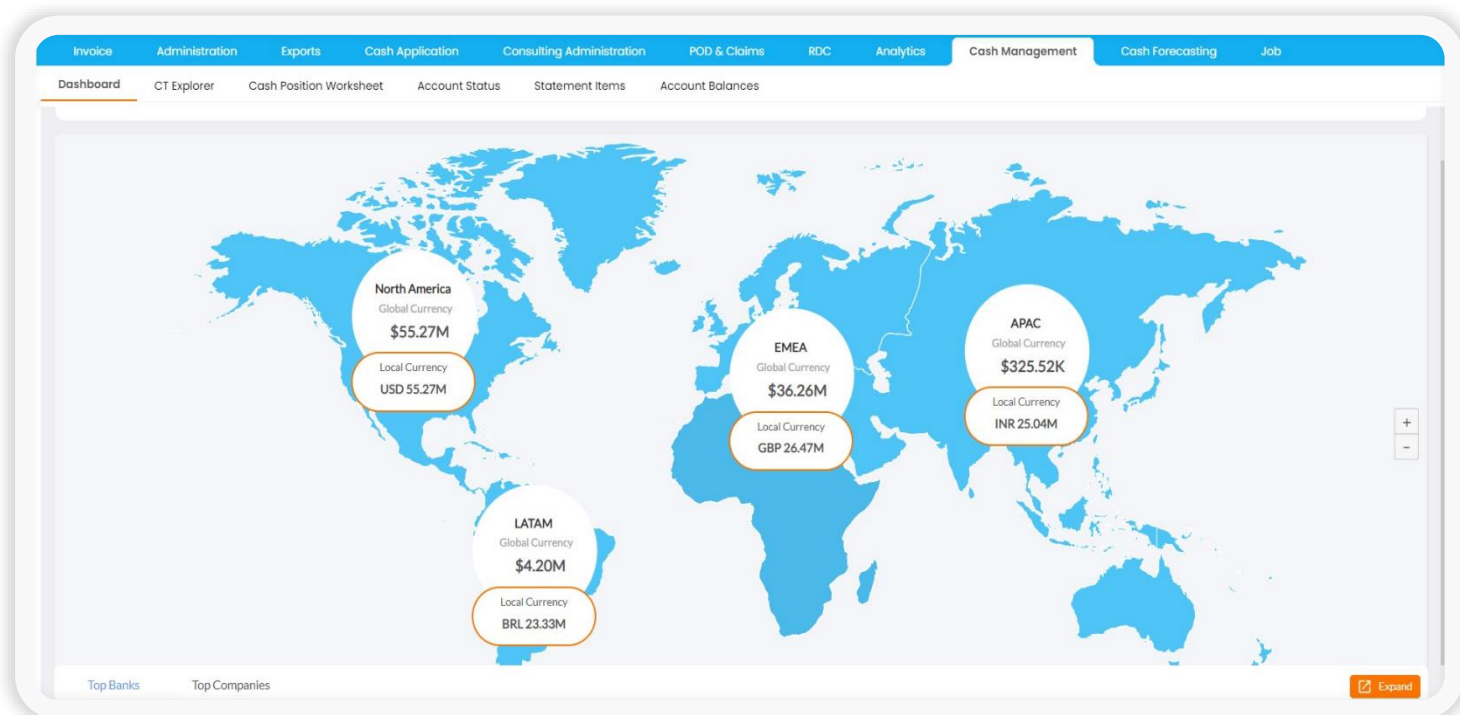 Invoice Administration Exports Cash Application Consulting Administration POD & Claims RDC Analytics Cash Management Cash Forecasting Job
Dashboard CT Explorer Cash Position Worksheet Account Status Statement Items Account Balances
North America
Global Currency
$55.27M
Local Currency
USD 55.27M
EMEA
Global Currency
$36.26M
Local Currency
GBP 26.47M
APAC
Global Currency
$325.52K
Local Currency
INR 25.04M
LATAM
Global Currency
$4.20M
Local Currency
BRL 23.33M
+
-
Top Banks Top Companies Expand